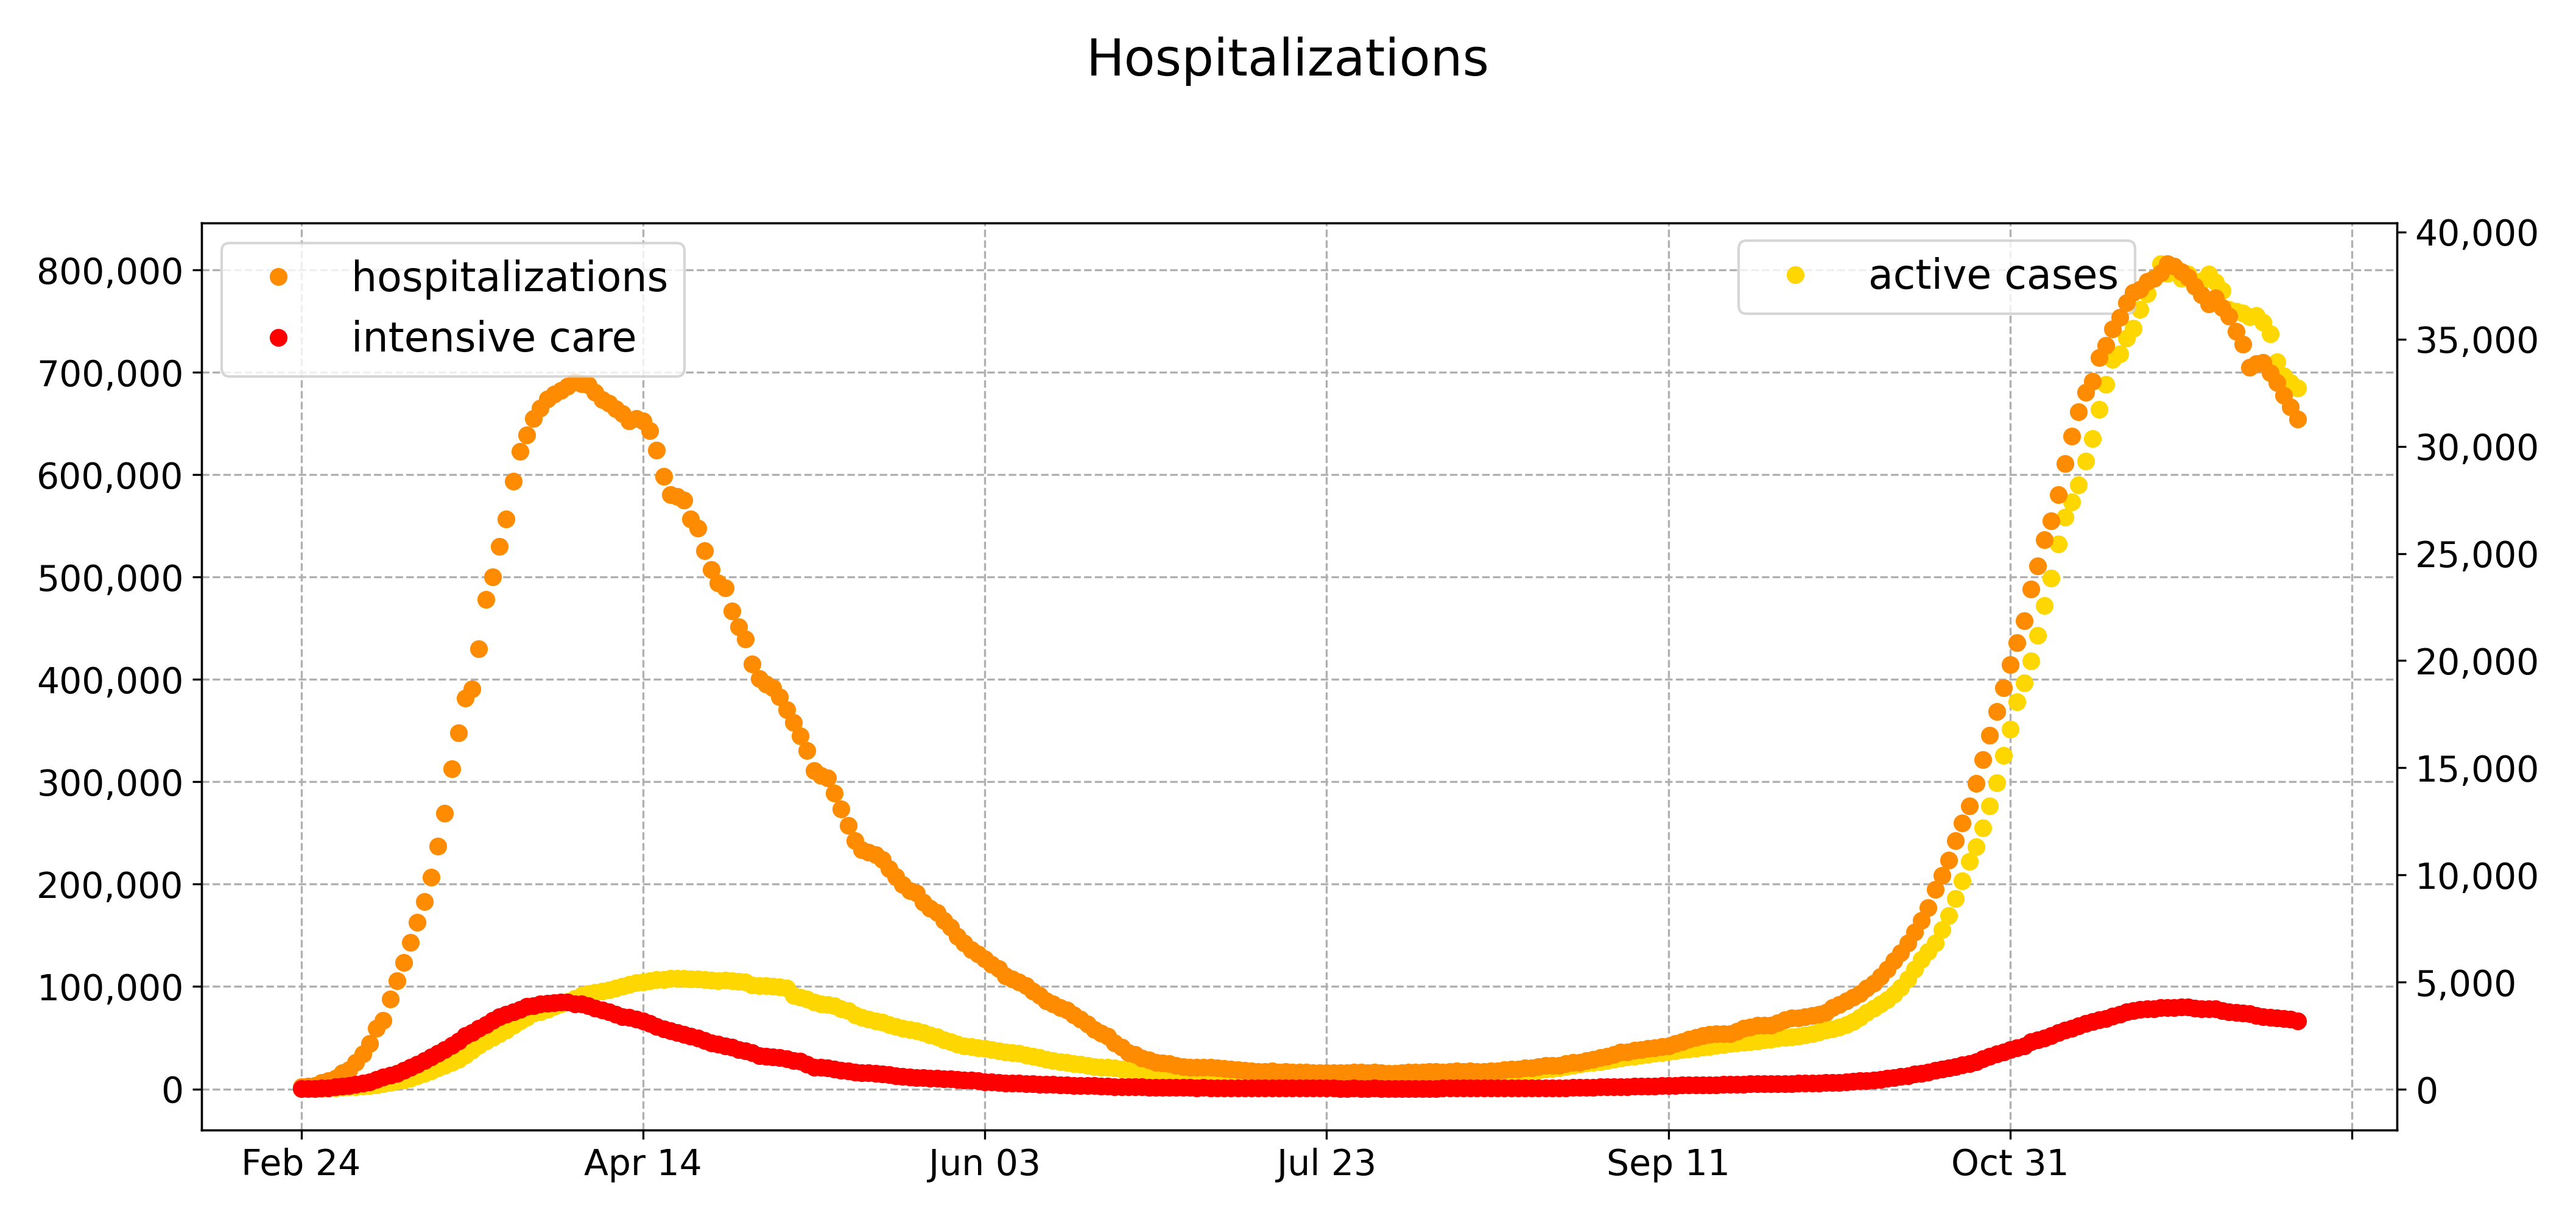 Hospitalizations
hospitalizations
intensive care
active cases
800,000
700,000
600,000
500,000
400,000
300,000
200,000
100,000
0
40,000
35,000
30,000
25,000
20,000
15,000
10,000
5,000
0
Feb 24
Apr 14
Jun 03
Jul 23
Sep 11
Oct 31